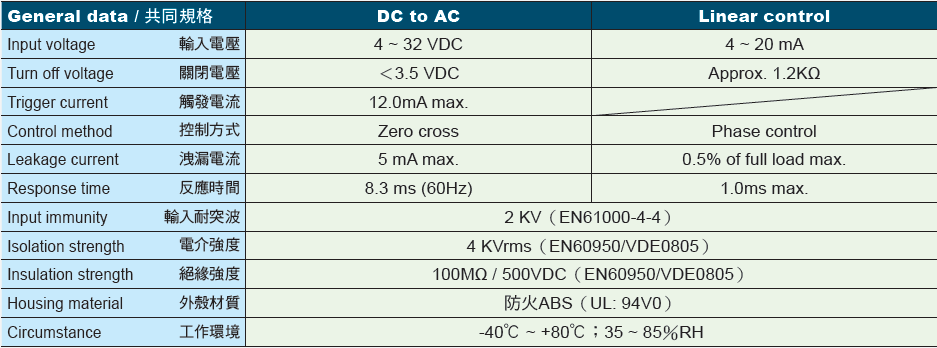 General data / 共同規格 DC to AC Linear control
Input voltage 輸入電壓 4 ~ 32 VDC 4 ~ 20 mA
Turn off voltage 關閉電壓 ＜3.5 VDC Approx. 1.2KΩ
Trigger current 觸發電流 12.0mA max.
Control method 控制方式 Zero cross Phase control
Leakage current 洩漏電流 5 mA max. 0.5% of full load max.
Response time 反應時間 8.3 ms (60Hz) 1.0ms max.
Input immunity 輸入耐突波 2 KV（EN61000-4-4）
Isolation strength 電介強度 4 KVrms（EN60950/VDE0805）
Insulation strength 絕緣強度 100MΩ / 500VDC（EN60950/VDE0805）
Housing material 外殼材質 防火ABS（UL: 94V0）
Circumstance 工作環境 -40℃ ~ +80℃；35 ~ 85％RH